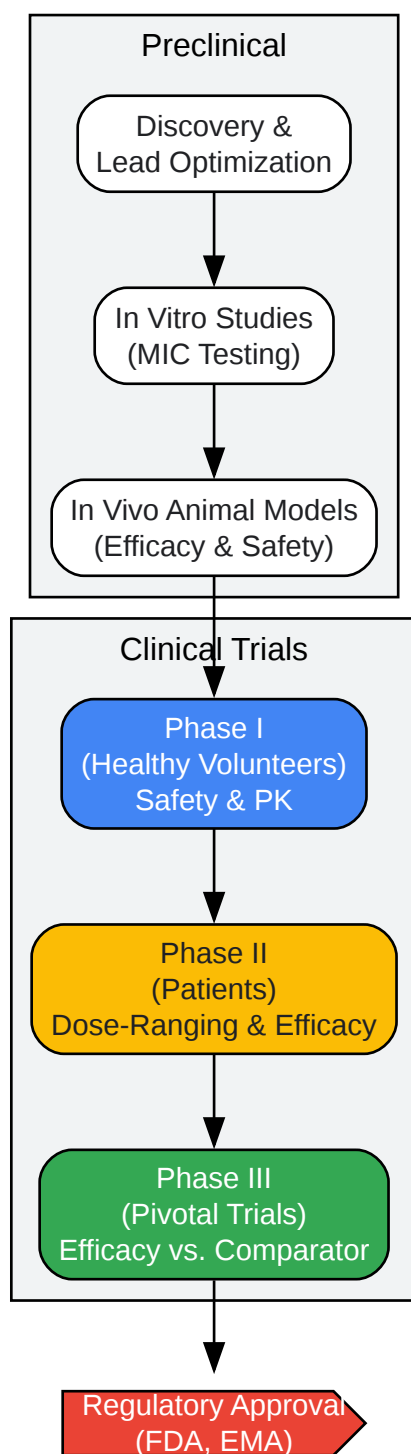 Preclinical
Discovery &
Lead Optimization
In Vitro Studies
(MIC Testing)
In Vivo Animal Models
(Efficacy & Safety)
Clinical Trials
Phase I
(Healthy Volunteers)
Safety & PK
Phase II
(Patients)
Dose-Ranging & Efficacy
Phase III
(Pivotal Trials)
Efficacy vs. Comparator
Regulatory Approval
(FDA, EMA)